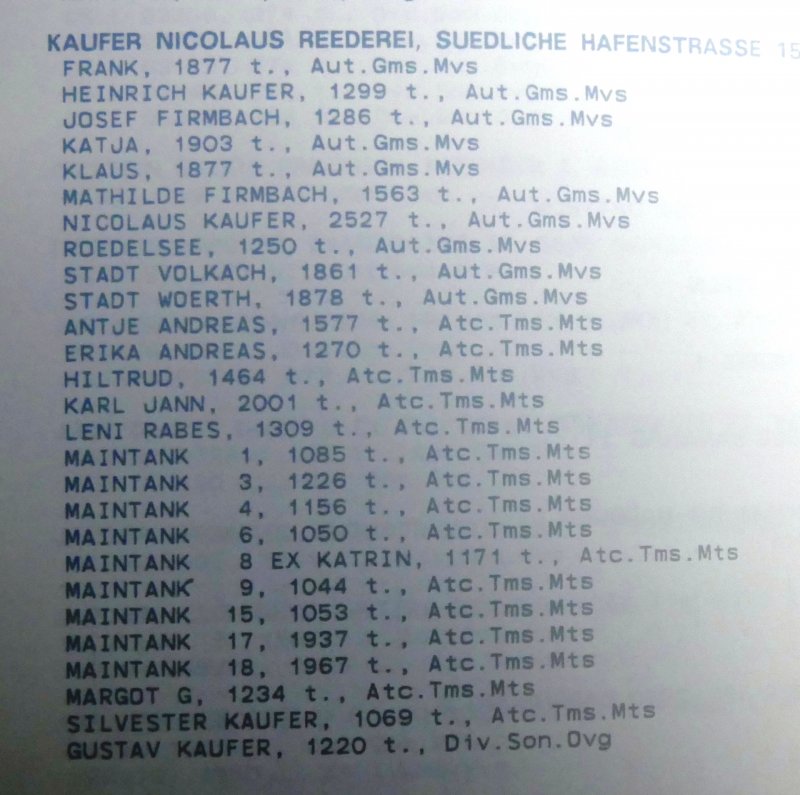 KAUFER NICOLAUS REEDEREI, SUEDLICHE HAFENSTRASSE 15
FRANK, 1877 t., Aut.Gms.Mvs
HEINRICH KAUFER, 1299 t., Aut.Gms.Mvs
JOSEF FIRMBACH, 1286 t., Aut.Gms.Mvs
KATJA, 1903 t., Aut.Gms.Mvs
KLAUS, 1877 t., Aut.Gms.Mvs
MATHILDE FIRMBACH, 1563 t., Aut.Gms.Mvs
NICOLAUS KAUFER, 2527 t., Aut.Gms.Mvs
ROEDELSEE, 1250 t., Aut.Gms.Mvs
STADT VOLKACH, 1861 t., Aut.Gms.Mvs
STADT WOERTH, 1878 t., Aut.Gms.Mvs
ANTJE ANDREAS, 1577 t., Atc.Tms.Mts
ERIKA ANDREAS, 1270 t., Atc.Tms.Mts
HILTRUD, 1464 t., Atc.Tms.Mts
KARL JANN, 2001 t., Atc.Tms.Mts
LENI RABES, 1309 t., Atc.Tms.Mts
MAINTANK 1, 1085 t., Atc.Tms.Mts
MAINTANK 3, 1226 t., Atc.Tms.Mts
MAINTANK 4, 1156 t., Atc.Tms.Mts
MAINTANK 6, 1050 t., Atc.Tms.Mts
MAINTANK 8 EX KATRIN, 1171 t., Atc.Tms.Mts
MAINTANK 9, 1044 t., Atc.Tms.Mts
MAINTANK 15, 1053 t., Atc.Tms.Mts
MAINTANK 17, 1937 t., Atc.Tms.Mts
MAINTANK 18, 1967 t., Atc.Tms.Mts
MARGOT G, 1234 t., Atc.Tms.Mts
SILVESTER KAUFER, 1069 t., Atc.Tms.Mts
GUSTAV KAUFER, 1220 t., Div.Son.Ovg